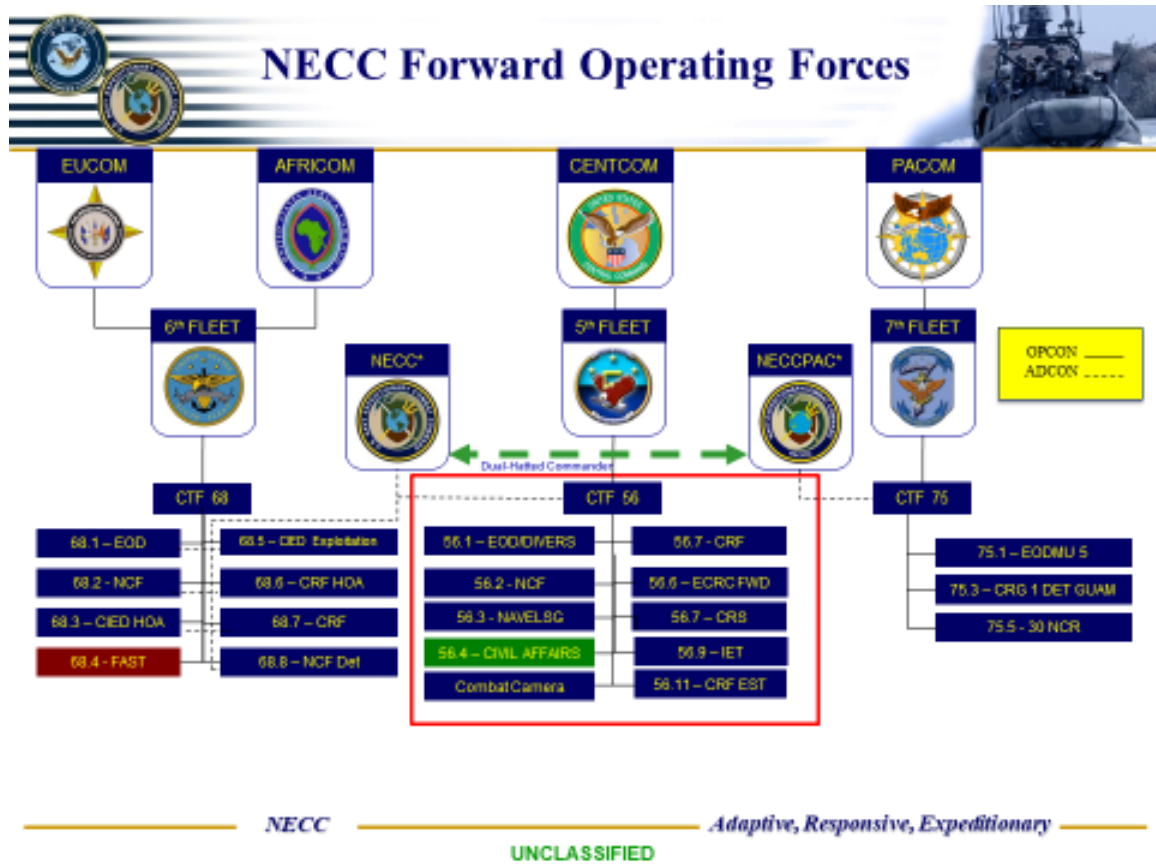 NECC Forward Operating Forces
EUCOM
AFRICOM
CENTCOM
PACOM
6th FLEET
5th FLEET
7th FLEET
NECC*
NECCPAC*
OPCON
ADCON
Dual-Hatted Commander
CTF 68
CTF 56
CTF 75
68.1 – EOD
68.5 – CIED Exploitation
68.2 - NCF
68.6 – CRF HOA
68.3 – CIED HOA
68.7 – CRF
68.4 - FAST
68.8 – NCF Det
56.1 – EOD/DIVERS
56.7 - CRF
56.2 - NCF
56.6 – ECRC FWD
56.3 - NAVELSG
56.7 – CRS
56.4 – CIVIL AFFAIRS
56.9 – IET
Combat Camera
56.11 – CRF EST
75.1 – EODMU 5
75.3 – CRG 1 DET GUAM
75.5 - 30 NCR
NECC
Adaptive, Responsive, Expeditionary
UNCLASSIFIED